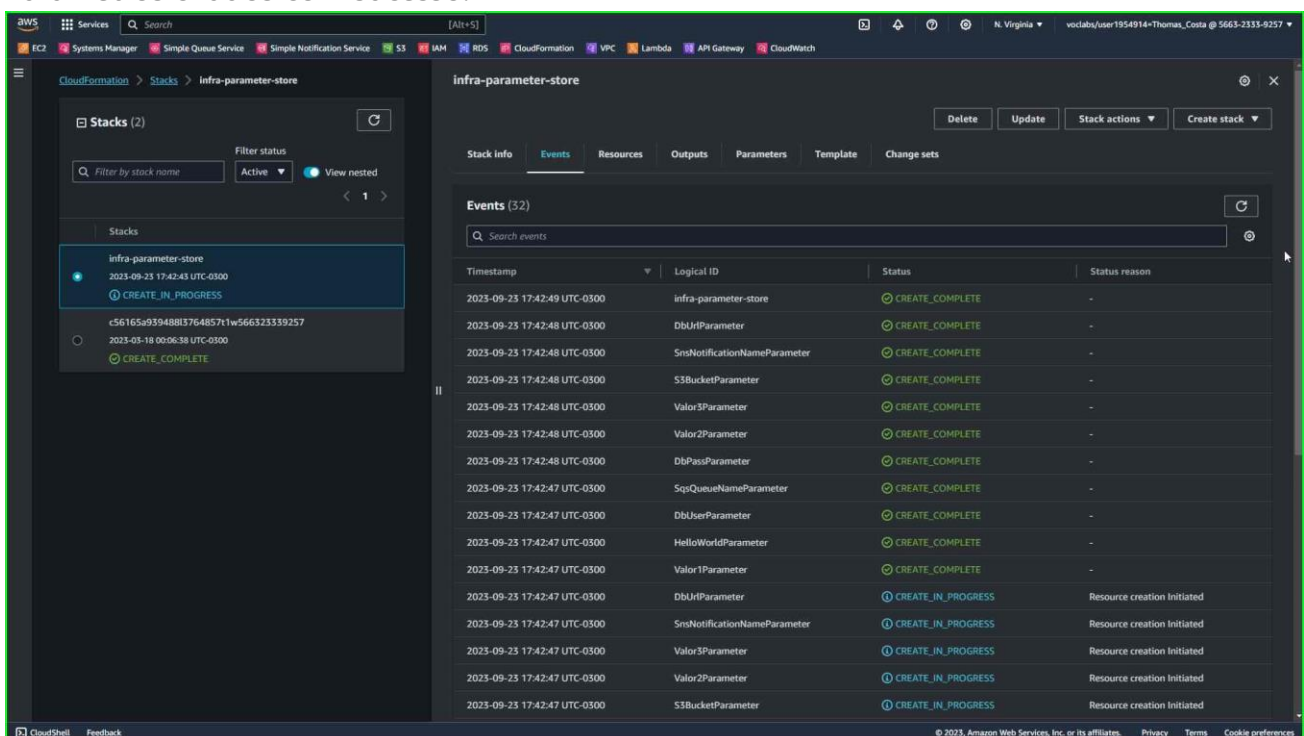 aws Services Search [Alt+S] N. Virginia voclabs/user1954914=Thomas_Costa @ 5663-2333-9257
EC2 Systems Manager Simple Queue Service Simple Notification Service S3 IAM RDS CloudFormation VPC Lambda API Gateway CloudWatch
CloudFormation > Stacks > infra-parameter-store
Stacks (2)
Filter status
Filter by stock name Active View nested
< 1 >
Stacks
infra-parameter-store
2023-09-23 17:42:43 UTC-0300
CREATE_IN_PROGRESS
c56165a939488l3764857t1w566323339257
2023-03-18 00:06:38 UTC-0300
CREATE_COMPLETE
infra-parameter-store
Delete Update Stack actions Create stack
Stack info Events Resources Outputs Parameters Template Change sets
Events (32)
Search events
Timestamp Logical ID Status Status reason
2023-09-23 17:42:49 UTC-0300 infra-parameter-store CREATE_COMPLETE -
2023-09-23 17:42:48 UTC-0300 DbUrlParameter CREATE_COMPLETE -
2023-09-23 17:42:48 UTC-0300 SnsNotificationNameParameter CREATE_COMPLETE -
2023-09-23 17:42:48 UTC-0300 S3BucketParameter CREATE_COMPLETE -
2023-09-23 17:42:48 UTC-0300 Valor3Parameter CREATE_COMPLETE -
2023-09-23 17:42:48 UTC-0300 Valor2Parameter CREATE_COMPLETE -
2023-09-23 17:42:48 UTC-0300 DbPassParameter CREATE_COMPLETE -
2023-09-23 17:42:47 UTC-0300 SqsQueueNameParameter CREATE_COMPLETE -
2023-09-23 17:42:47 UTC-0300 DbUserParameter CREATE_COMPLETE -
2023-09-23 17:42:47 UTC-0300 HelloWorldParameter CREATE_COMPLETE -
2023-09-23 17:42:47 UTC-0300 Valor1Parameter CREATE_COMPLETE -
2023-09-23 17:42:47 UTC-0300 DbUrlParameter CREATE_IN_PROGRESS Resource creation Initiated
2023-09-23 17:42:47 UTC-0300 SnsNotificationNameParameter CREATE_IN_PROGRESS Resource creation Initiated
2023-09-23 17:42:47 UTC-0300 Valor3Parameter CREATE_IN_PROGRESS Resource creation Initiated
2023-09-23 17:42:47 UTC-0300 Valor2Parameter CREATE_IN_PROGRESS Resource creation Initiated
2023-09-23 17:42:47 UTC-0300 S3BucketParameter CREATE_IN_PROGRESS Resource creation Initiated
CloudShell Feedback © 2023, Amazon Web Services, Inc. or its affiliates. Privacy Terms Cookie preferences